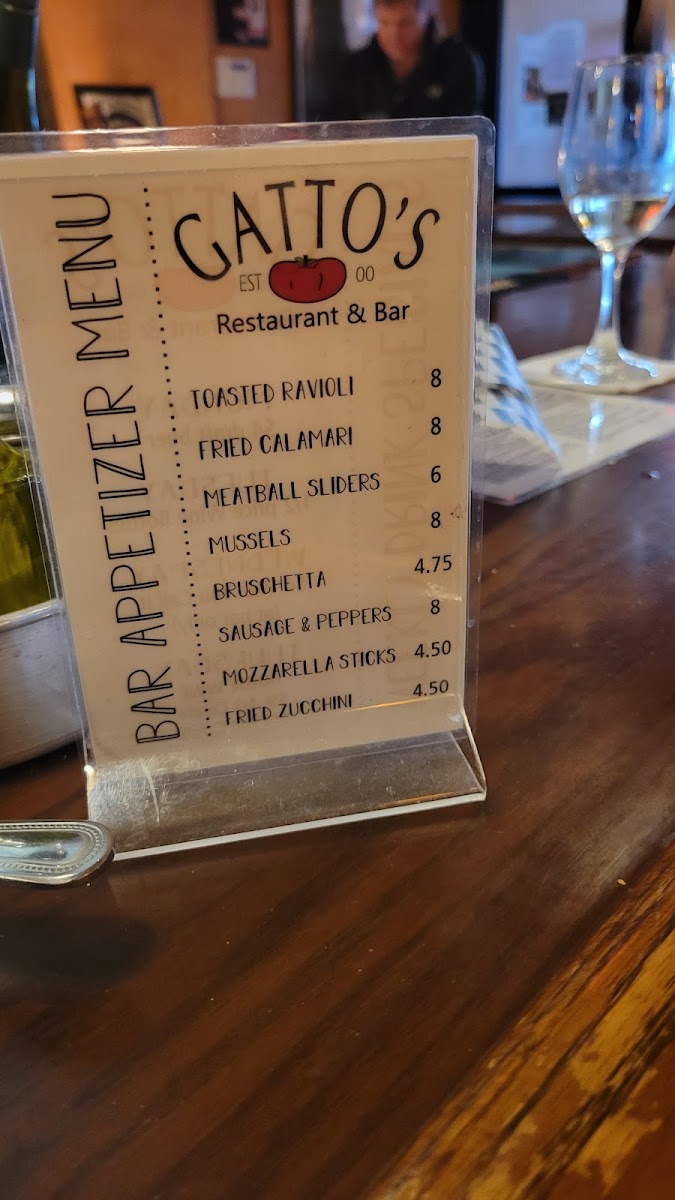 BAR APPETIZER MENU
GATTO'S
EST 00
Restaurant & Bar
TOASTED RAVIOLI 8
FRIED CALAMARI 8
MEATBALL SLIDERS 6
MUSSELS 8
BRUSCHETTA 4.75
SAUSAGE & PEPPERS 8
MOZZARELLA STICKS 4.50
FRIED ZUCCHINI 4.50